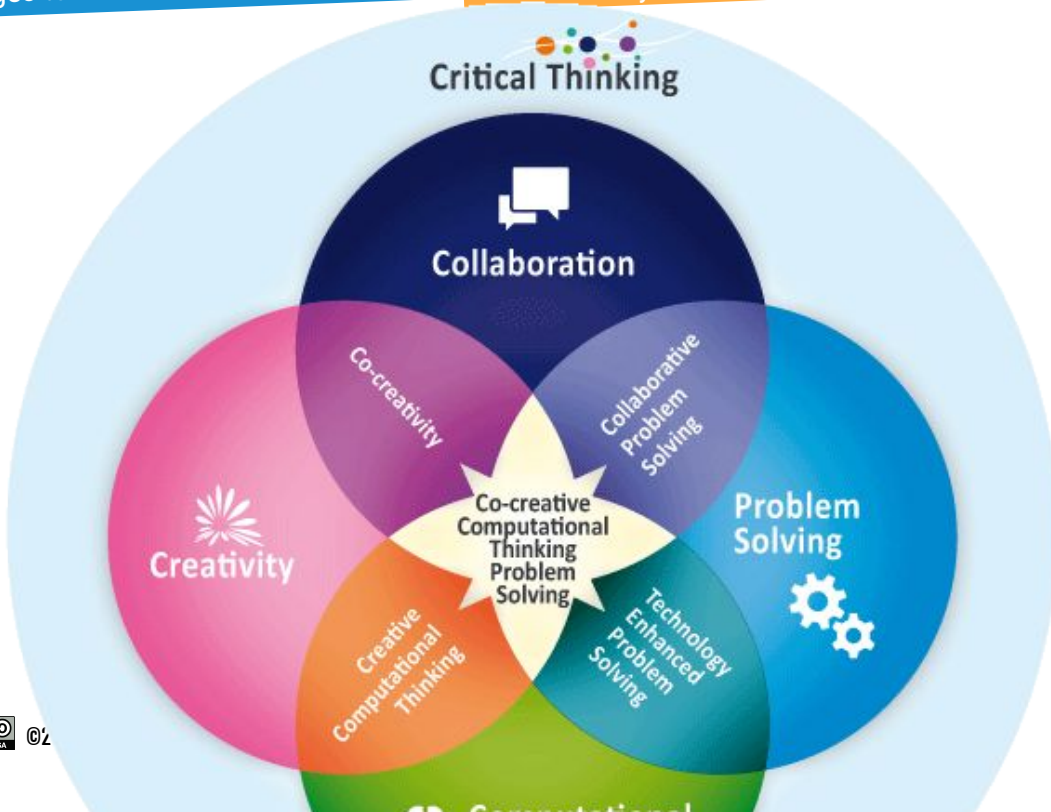 Critical Thinking
Collaboration
Co-creativity
Collaborative
Problem
Solving
Co-creative
Computational
Thinking
Problem
Solving
Problem
Solving
Creativity
Creative
Computational
Thinking
Technology
Enhanced
Problem
Solving
Computational